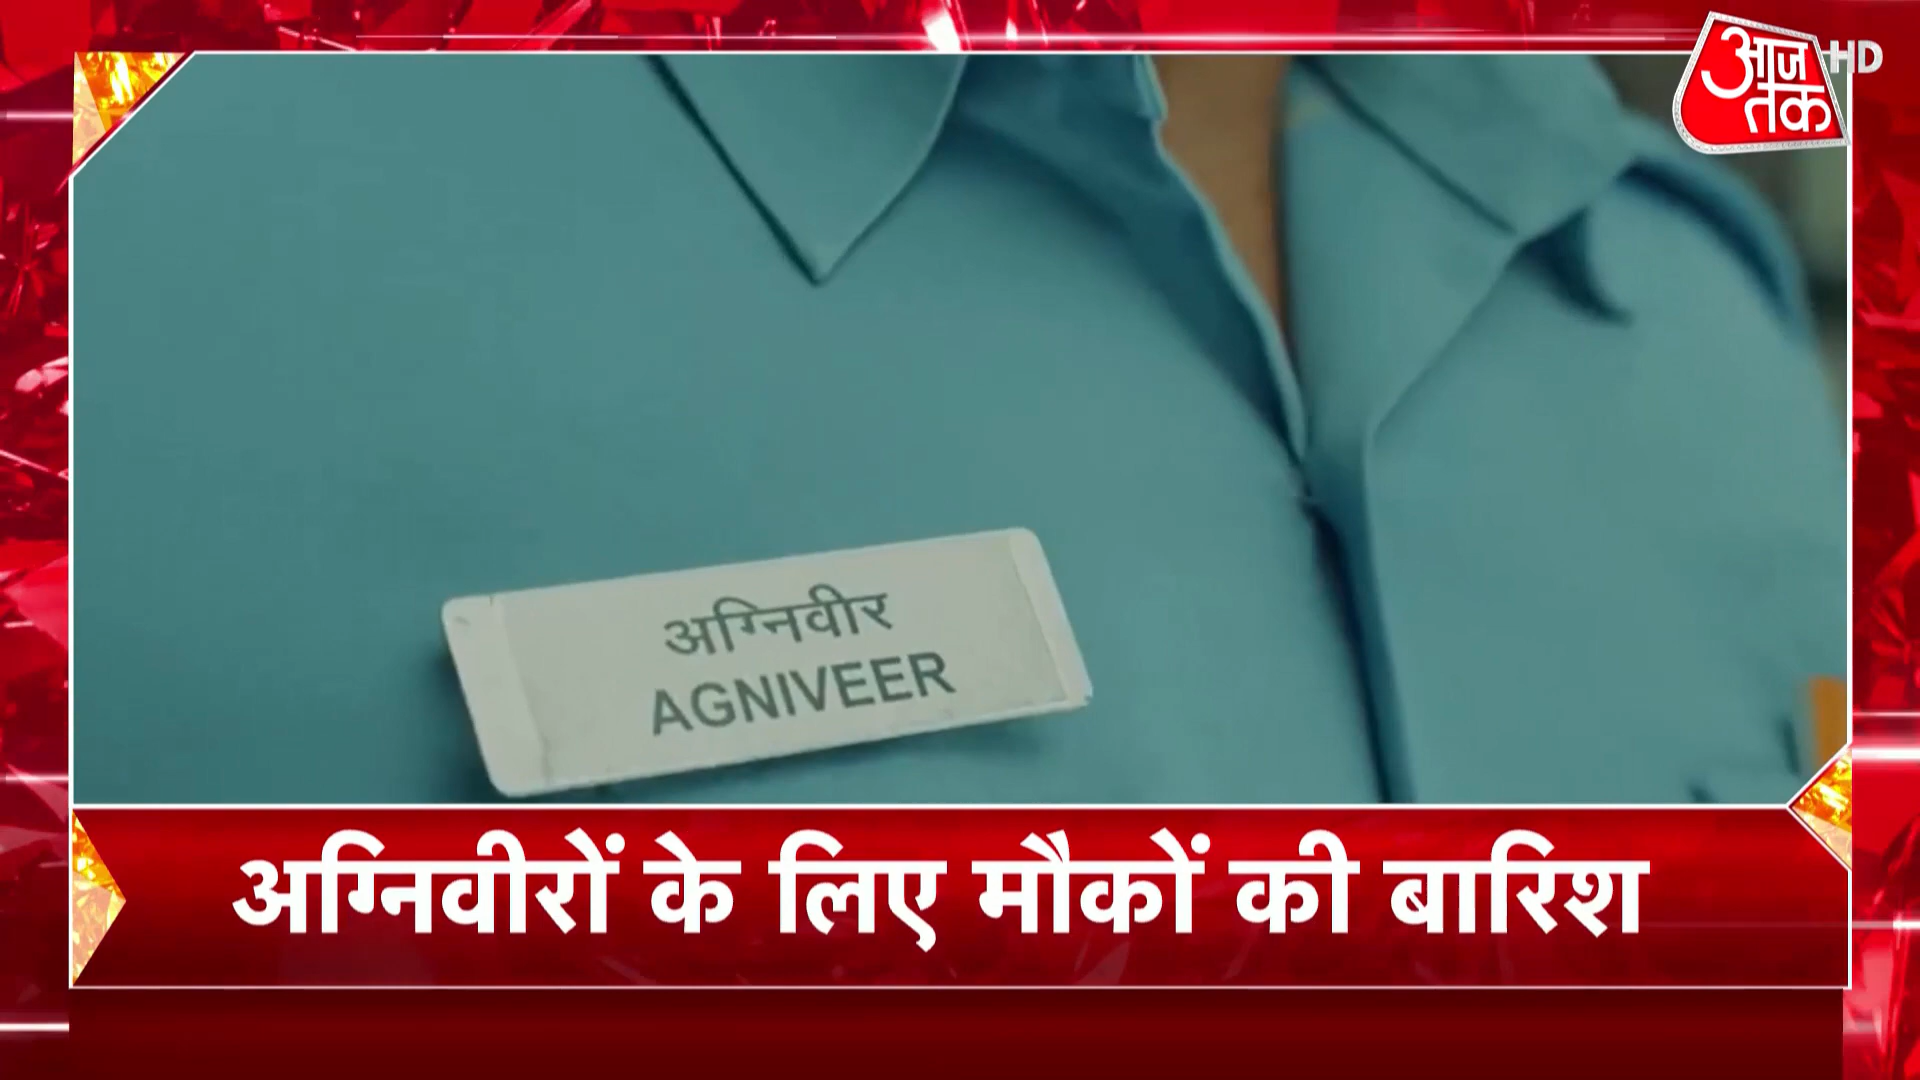 आज तक HD
अग्निवीर
AGNIVEER
अग्निवीरों के लिए मौकों की बारिश